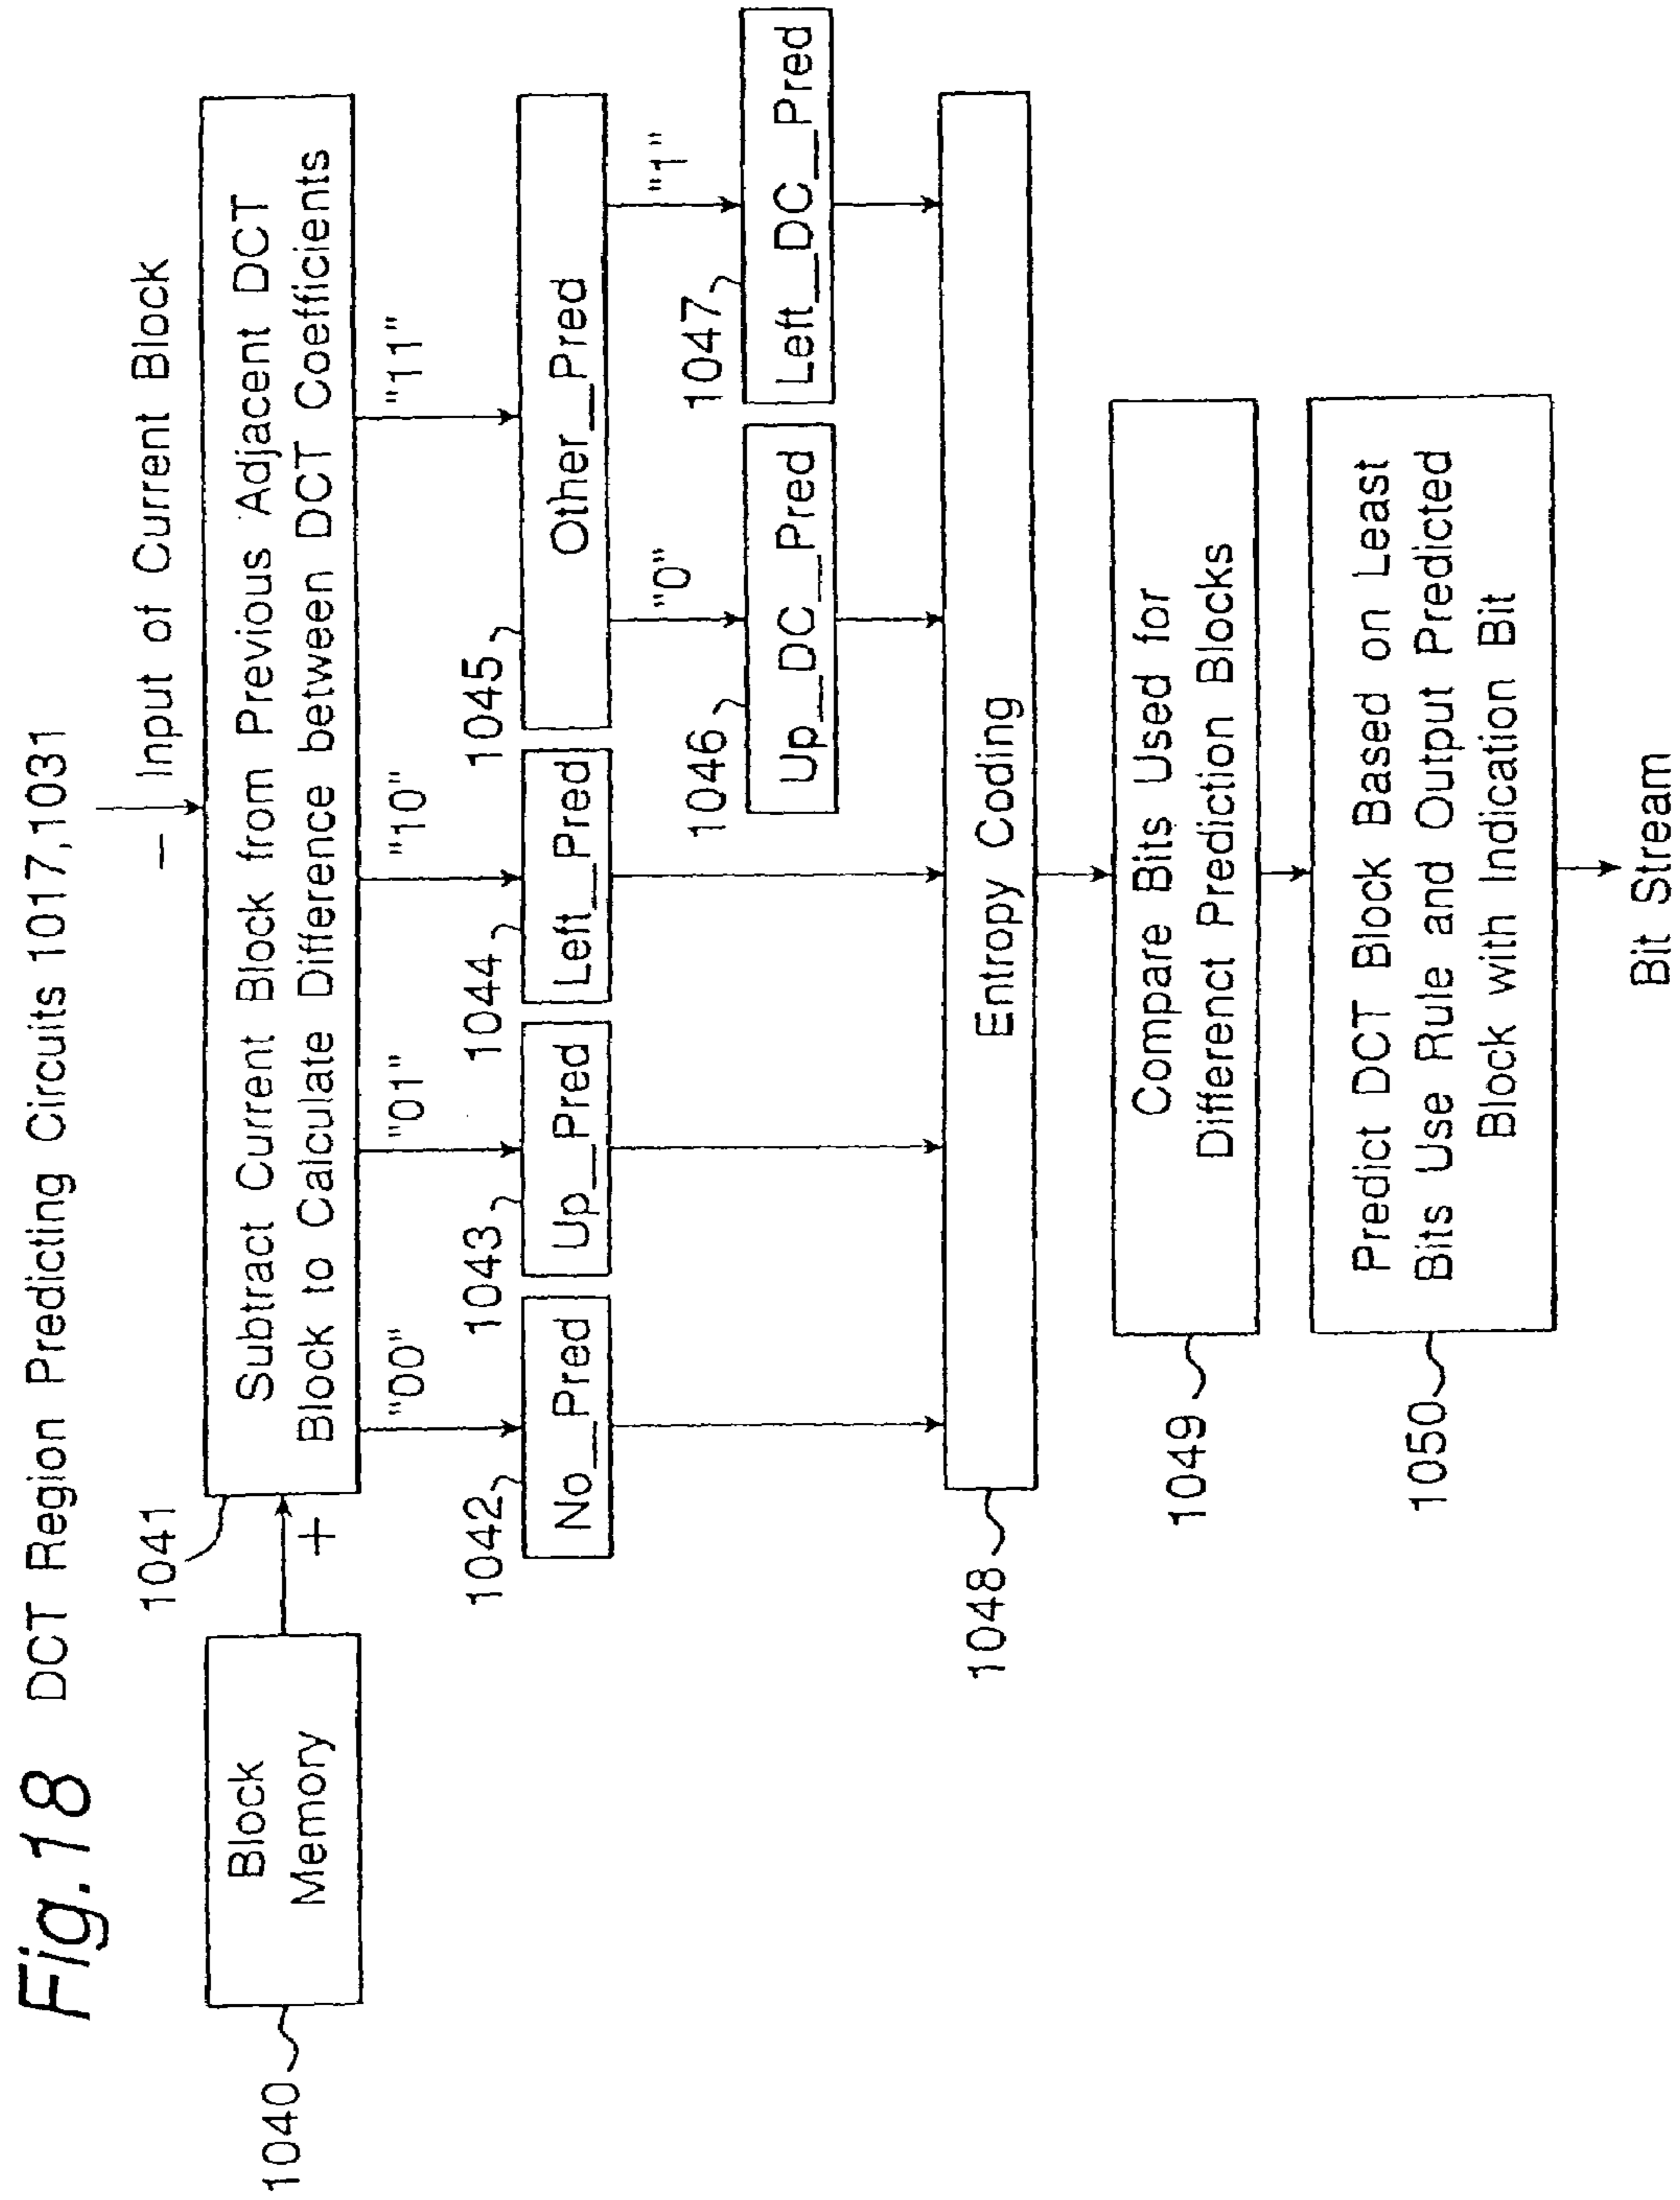 Fig.18 DCT Region Predicting Circuits 1017,1031
– Input of Current Block
1041
1040
Block
Memory
+
Subtract Current Block from Previous Adjacent DCT
Block to Calculate Difference between DCT Coefficients
"00"
"01"
"10"
"11"
1042
No_Pred
1043
Up_Pred
1044
Left_Pred
1045
Other_Pred
"0"
"1"
1046
Up_DC_Pred
1047
Left_DC_Pred
1048
Entropy Coding
1049
Compare Bits Used for
Differenct Prediction Blocks
1050
Predict DCT Block Based on Least
Bits Use Rule and Output Predicted
Block with Indication Bit
Bit Stream